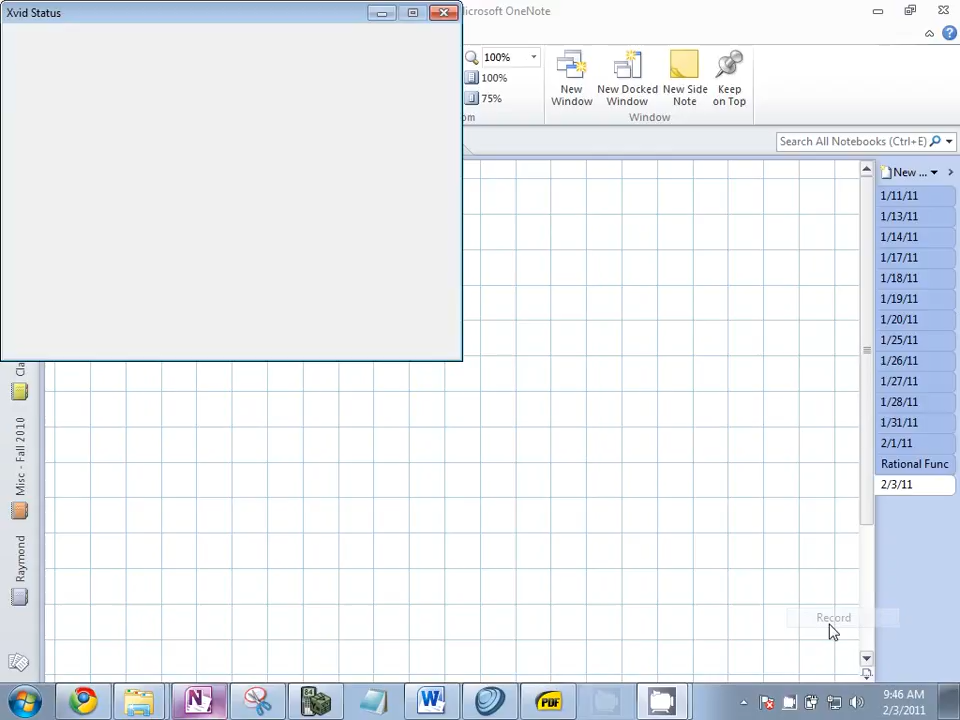 Xvid Status
Microsoft OneNote
100%
100%
75%
New Window
New Docked Window
New Side Note
Keep on Top
om
Window
Search All Notebooks (Ctrl+E)
New ...
1/11/11
1/13/11
1/14/11
1/17/11
1/18/11
1/19/11
1/20/11
1/25/11
1/26/11
1/27/11
1/28/11
1/31/11
2/1/11
Rational Func
2/3/11
Cla
Misc - Fall 2010
Raymond
Record
84
N
W
PDF
9:46 AM
2/3/2011